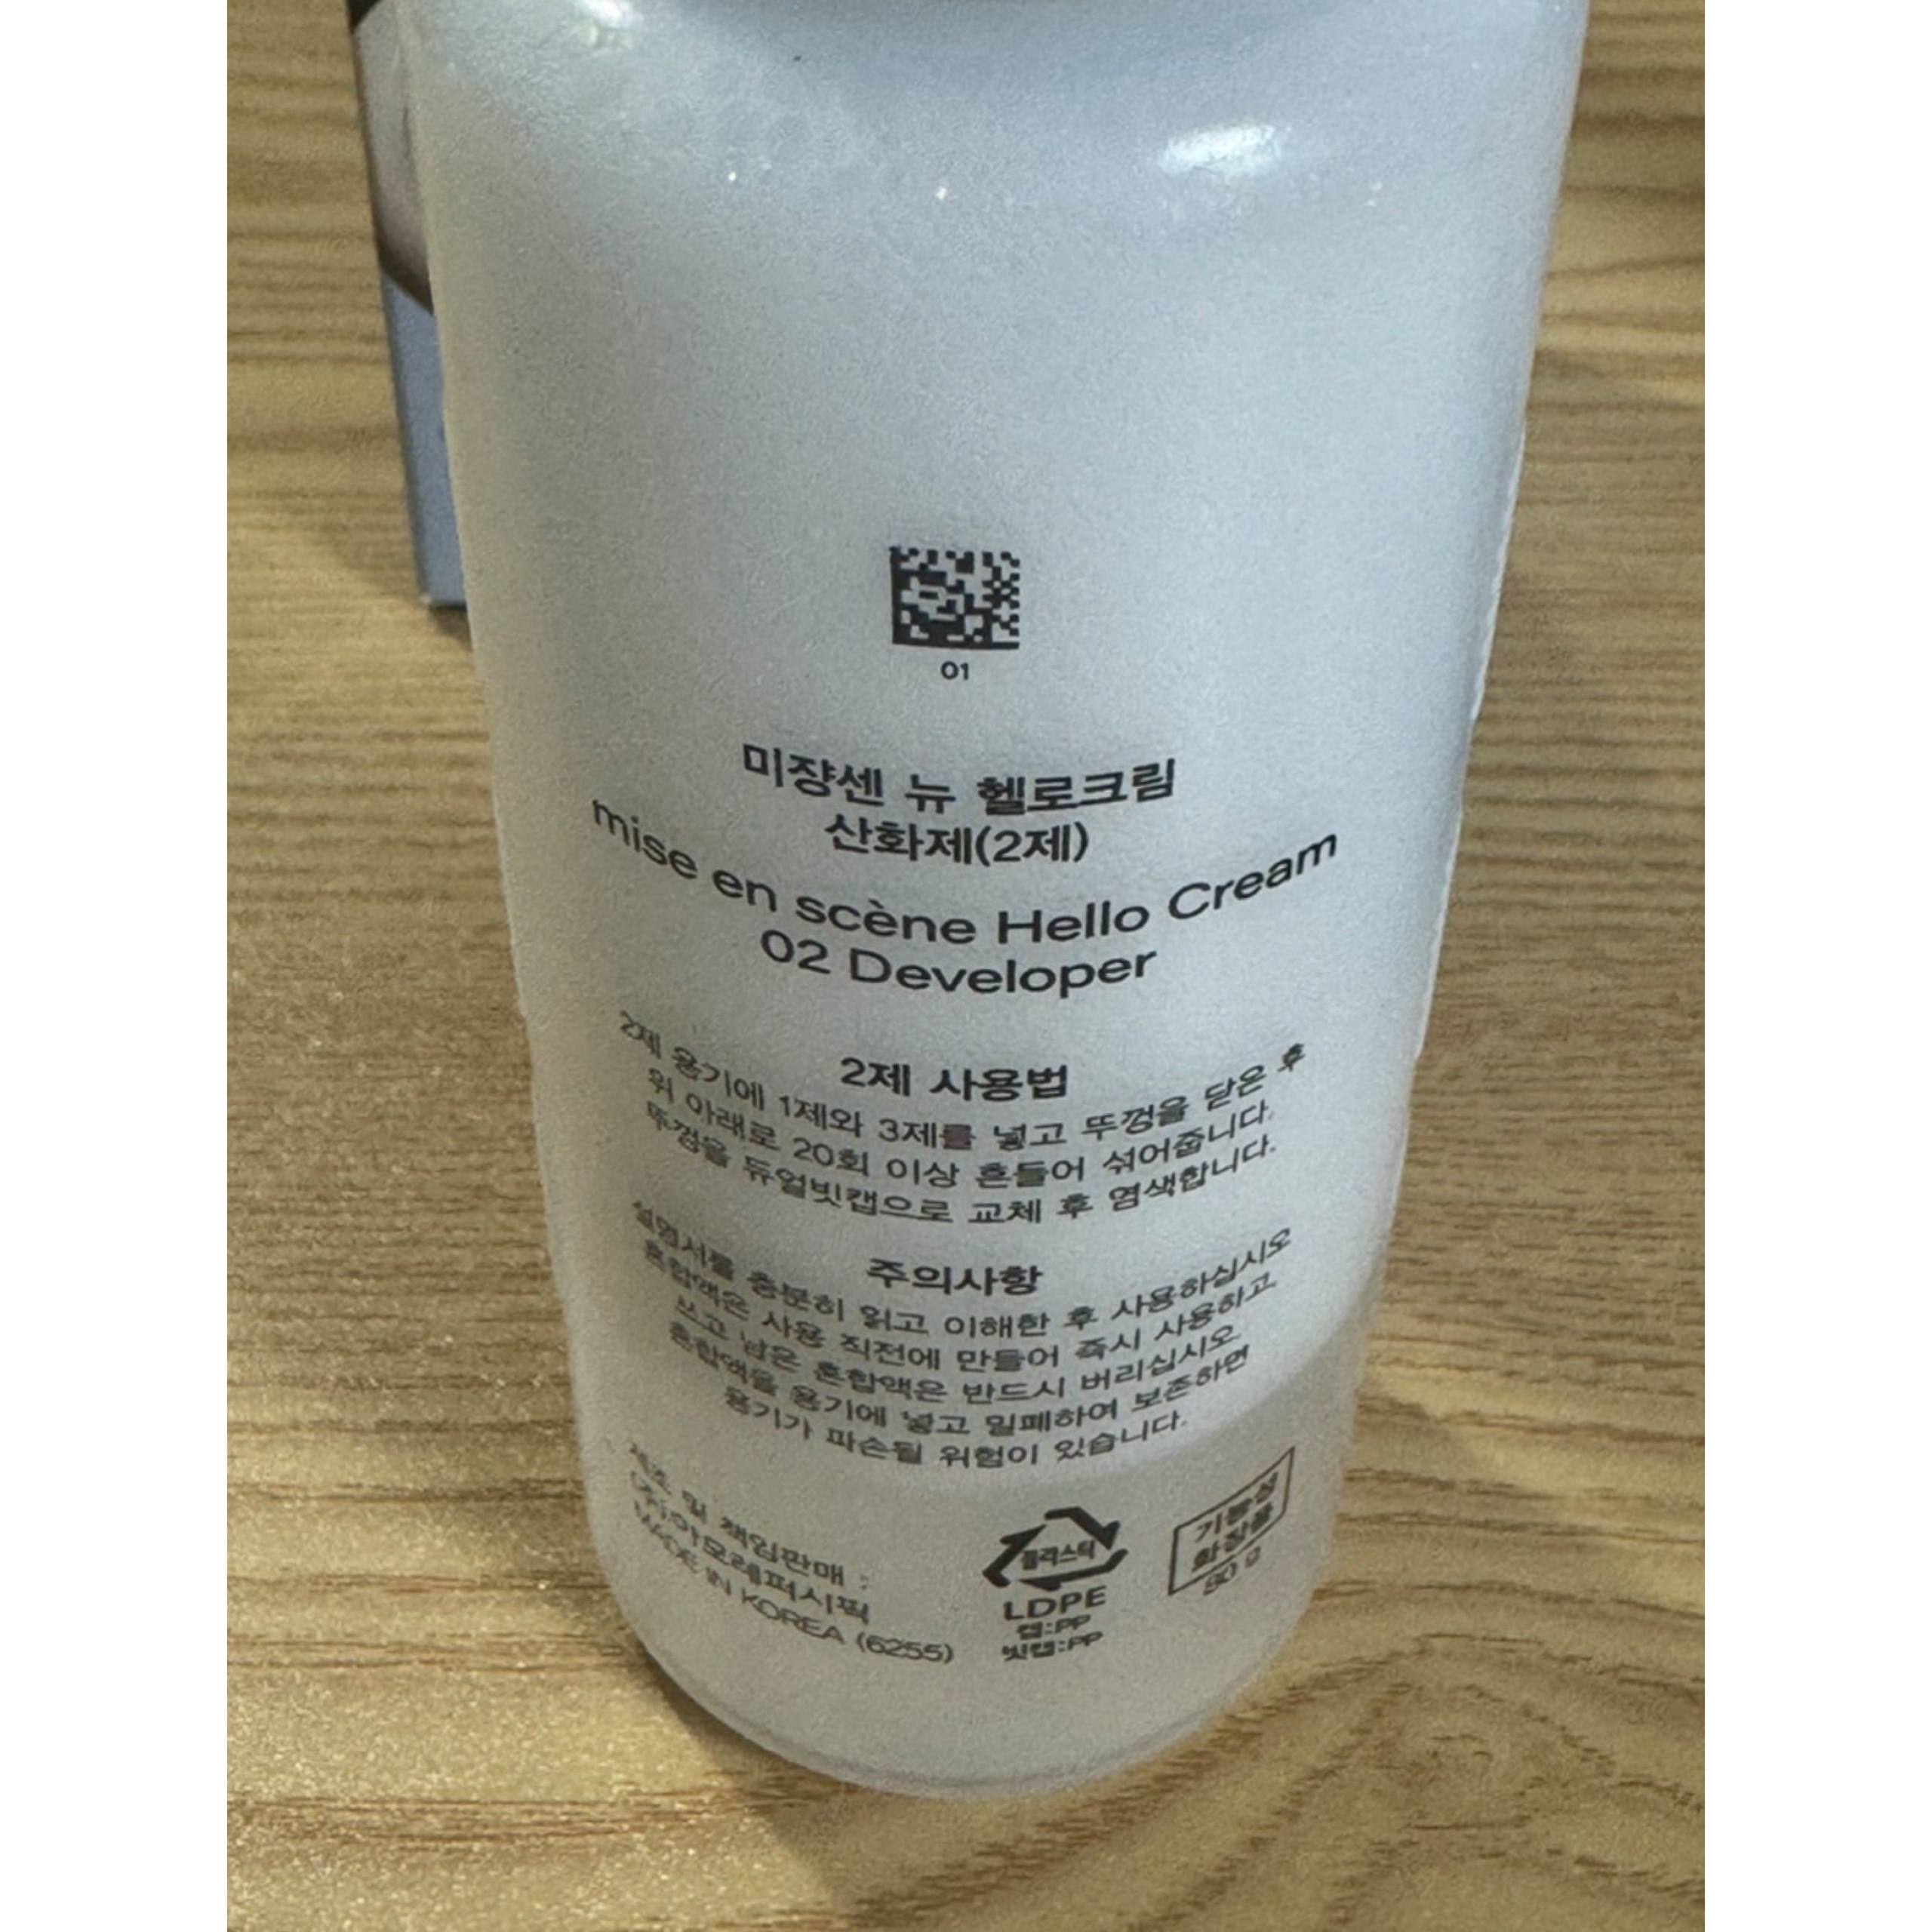 01
미쟝센 뉴 헬로크림
산화제(2제)
mise en scène Hello Cream
02 Developer
2제 사용법
2제 용기에 1제와 3제를 넣고 뚜껑을 닫은 후
위 아래로 20회 이상 흔들어 섞어줍니다.
뚜껑을 듀얼빗캡으로 교체 후 염색합니다.
주의사항
설명서를 충분히 읽고 이해한 후 사용하십시오
혼합액은 사용 직전에 만들어 즉시 사용하고
쓰고 남은 혼합액은 반드시 버리십시오.
혼합액을 용기에 넣고 밀폐하여 보존하면
용기가 파손될 위험이 있습니다.
제조 및 책임판매 :
(주)아모레퍼시픽
MADE IN KOREA (6255)
플라스틱
LDPE
캡:PP
빗캡:PP
기능성
화장품
90 g